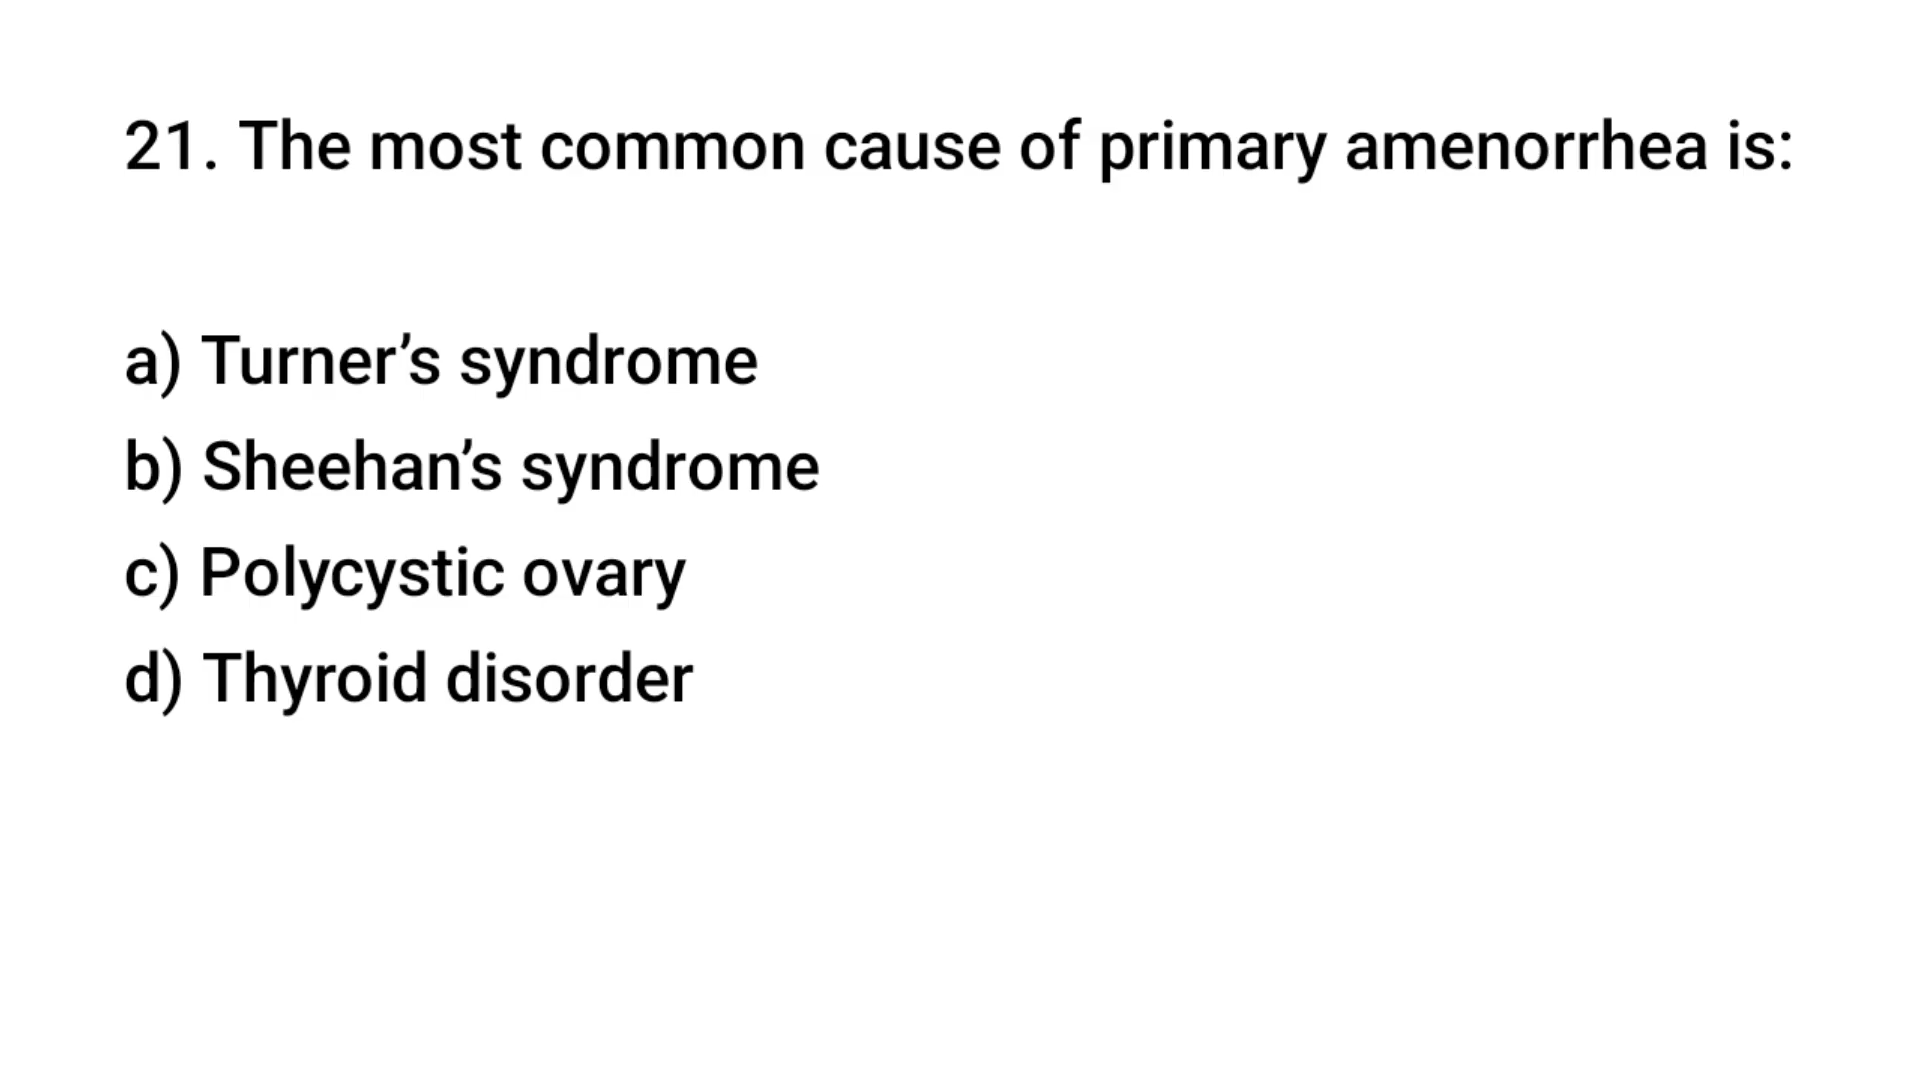 21. The most common cause of primary amenorrhea is:
a) Turner’s syndrome
b) Sheehan’s syndrome
c) Polycystic ovary
d) Thyroid disorder